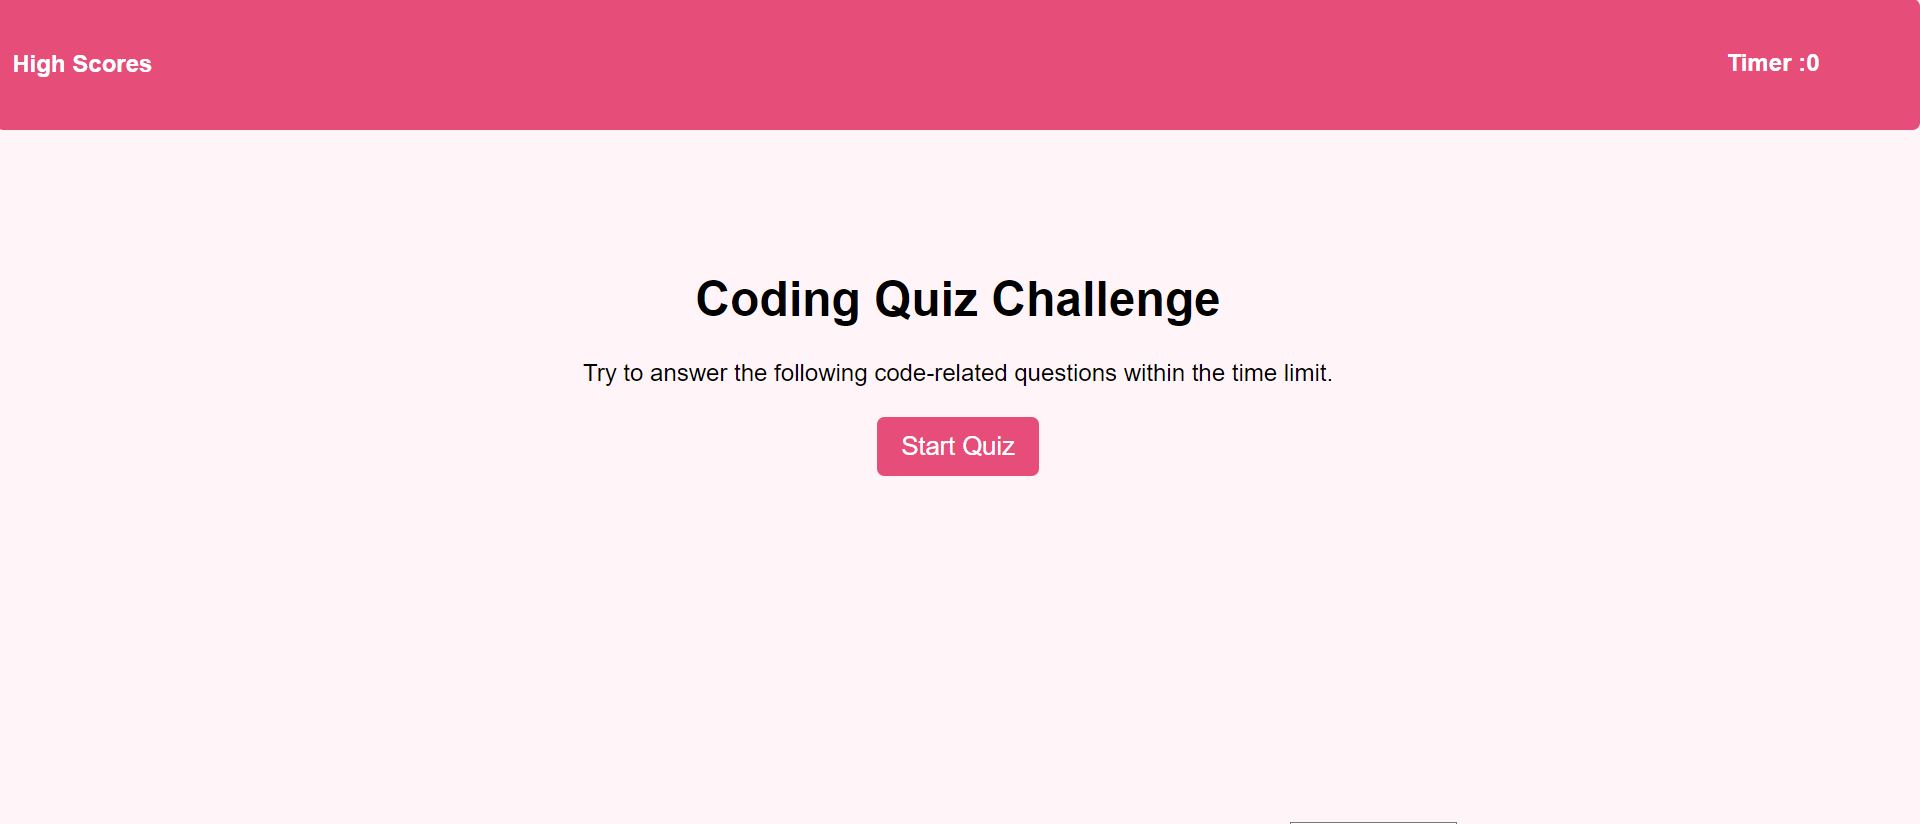 High Scores
Timer :0
Coding Quiz Challenge
Try to answer the following code-related questions within the time limit.
Start Quiz